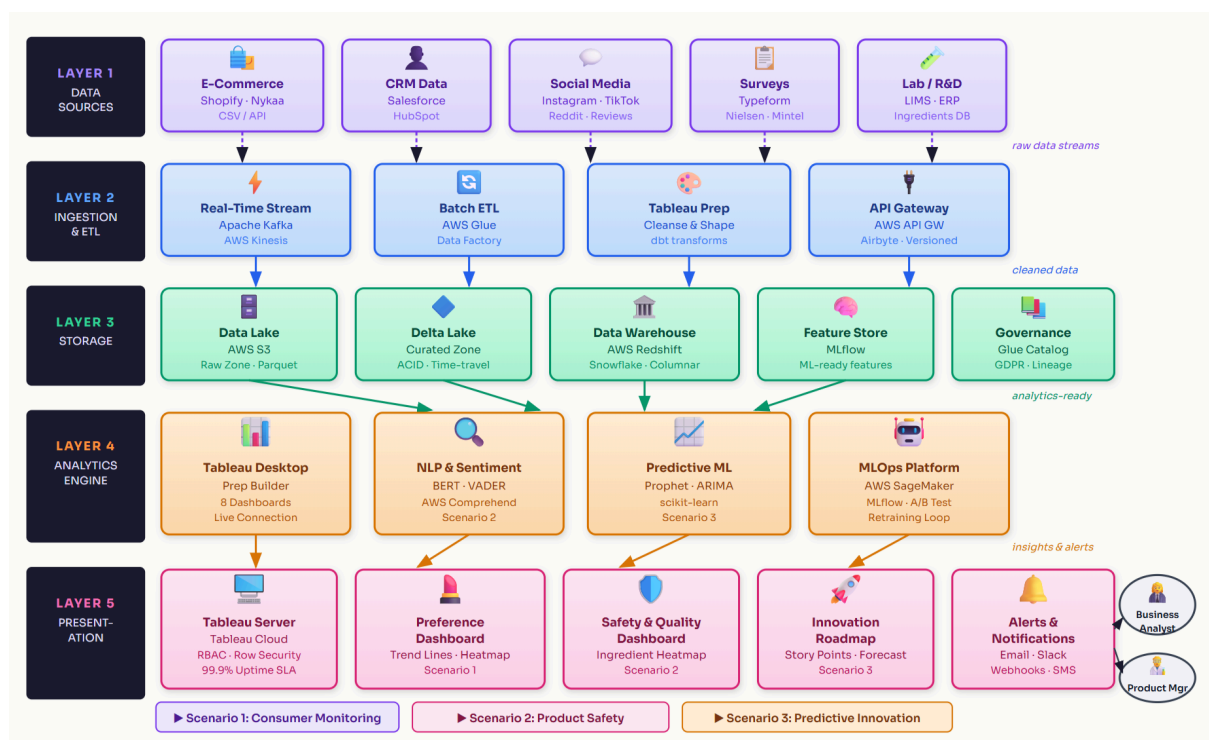 LAYER 1
DATA
SOURCES
E-Commerce
Shopify · Nykaa
CSV / API
CRM Data
Salesforce
HubSpot
Social Media
Instagram · TikTok
Reddit · Reviews
Surveys
Typeform
Nielsen · Mintel
Lab / R&D
LIMS · ERP
Ingredients DB
raw data streams
LAYER 2
INGESTION
& ETL
Real-Time Stream
Apache Kafka
AWS Kinesis
Batch ETL
AWS Glue
Data Factory
Tableau Prep
Cleanse & Shape
dbt transforms
API Gateway
AWS API GW
Airbyte · Versioned
cleaned data
LAYER 3
STORAGE
Data Lake
AWS S3
Raw Zone · Parquet
Delta Lake
Curated Zone
ACID · Time-travel
Data Warehouse
AWS Redshift
Snowflake · Columnar
Feature Store
MLflow
ML-ready features
Governance
Glue Catalog
GDPR · Lineage
analytics-ready
LAYER 4
ANALYTICS
ENGINE
Tableau Desktop
Prep Builder
8 Dashboards
Live Connection
NLP & Sentiment
BERT · VADER
AWS Comprehend
Scenario 2
Predictive ML
Prophet · ARIMA
scikit-learn
Scenario 3
MLOps Platform
AWS SageMaker
MLflow · A/B Test
Retraining Loop
insights & alerts
LAYER 5
PRESENT-
ATION
Tableau Server
Tableau Cloud
RBAC · Row Security
99.9% Uptime SLA
Preference
Dashboard
Trend Lines · Heatmap
Scenario 1
Safety & Quality
Dashboard
Ingredient Heatmap
Scenario 2
Innovation
Roadmap
Story Points · Forecast
Scenario 3
Alerts &
Notifications
Email · Slack
Webhooks · SMS
Business
Analyst
Product Mgr
▶ Scenario 1: Consumer Monitoring
▶ Scenario 2: Product Safety
▶ Scenario 3: Predictive Innovation